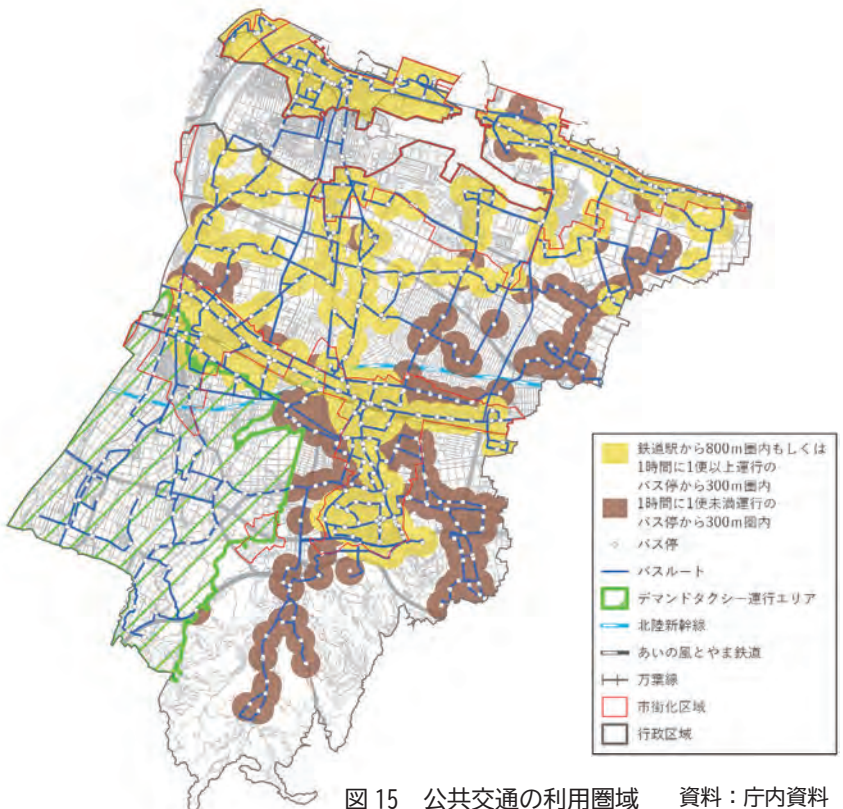 鉄道駅から800m圏内もしくは
1時間に1便以上運行の
バス停から300m圏内
1時間に1便未満運行の
バス停から300m圏内
バス停
バスルート
デマンドタクシー運行エリア
北陸新幹線
あいの風とやま鉄道
万葉線
市街化区域
行政区域
図 15 公共交通の利用圏域 資料：庁内資料